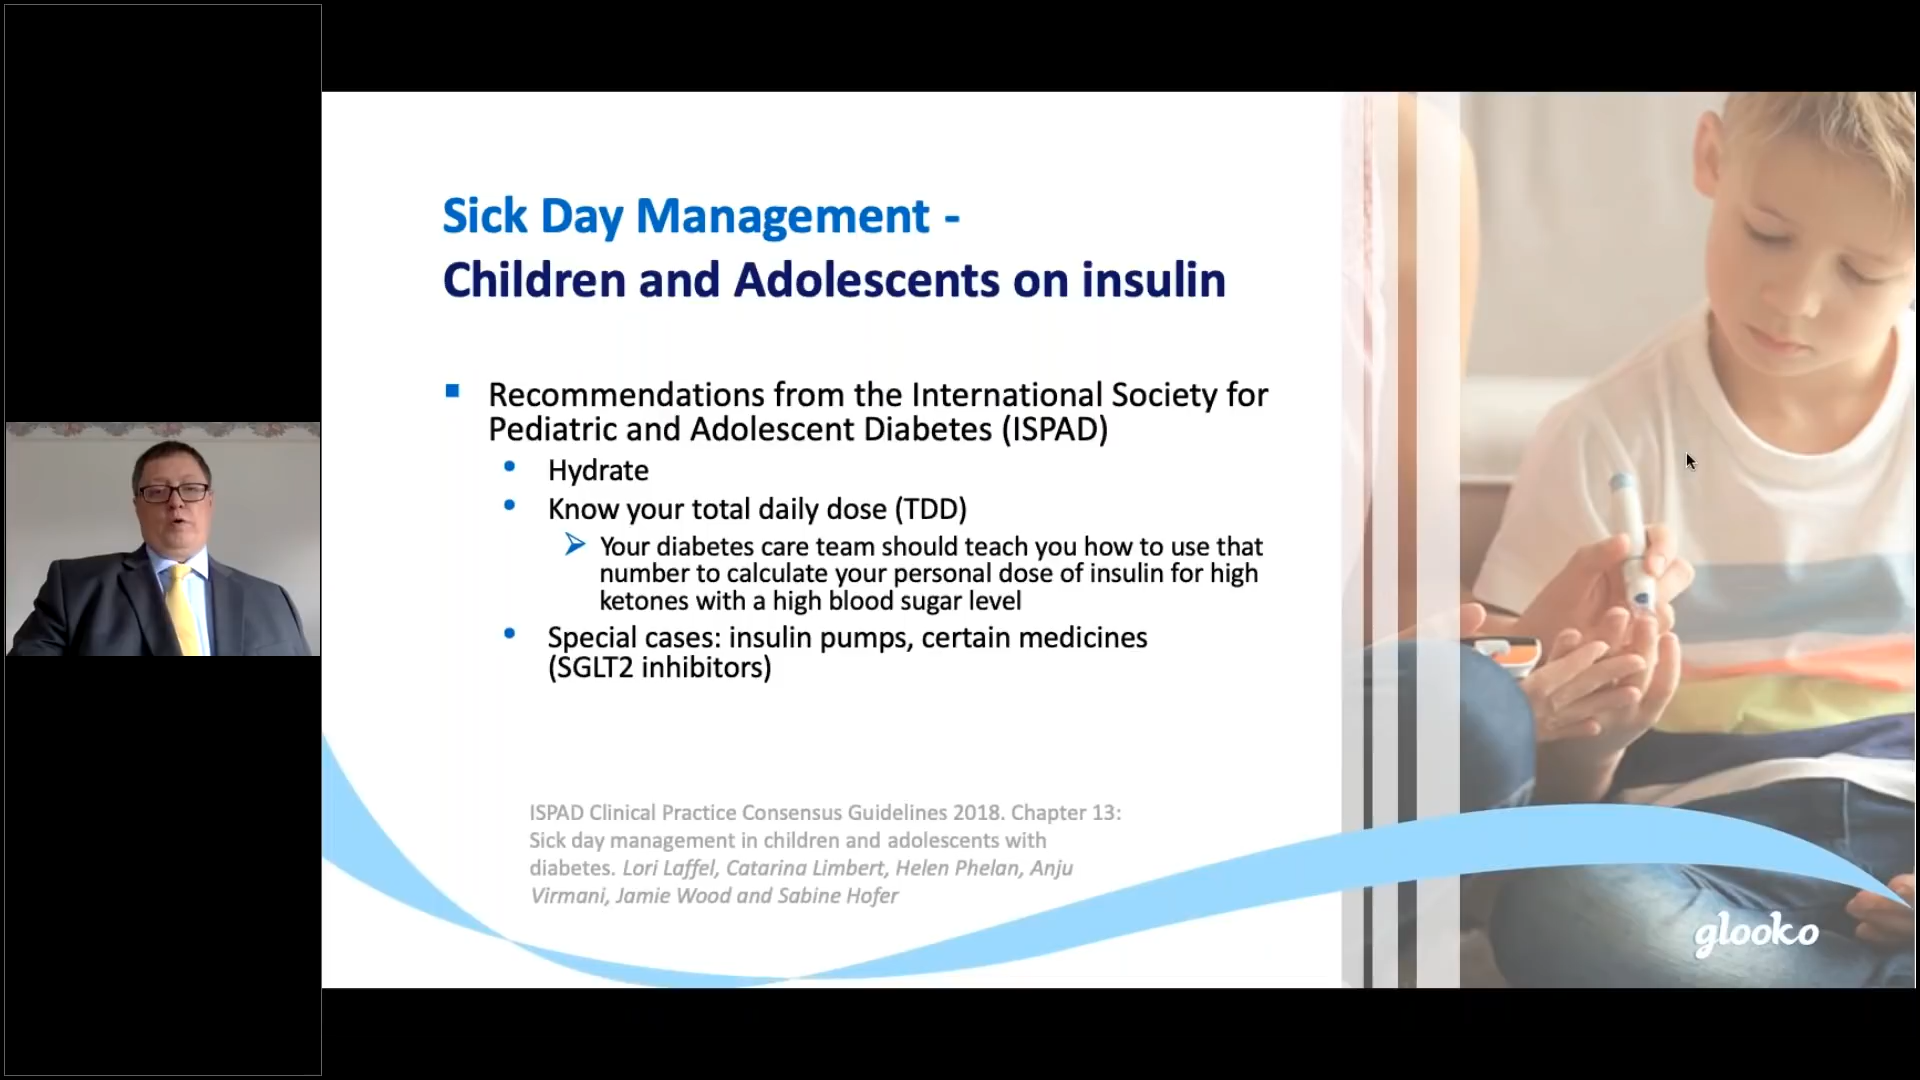 Sick Day Management -
Children and Adolescents on insulin
Recommendations from the International Society for
Pediatric and Adolescent Diabetes (ISPAD)
Hydrate
Know your total daily dose (TDD)
Your diabetes care team should teach you how to use that
number to calculate your personal dose of insulin for high
ketones with a high blood sugar level
Special cases: insulin pumps, certain medicines
(SGLT2 inhibitors)
ISPAD Clinical Practice Consensus Guidelines 2018. Chapter 13:
Sick day management in children and adolescents with
diabetes. Lori Laffel, Catarina Limbert, Helen Phelan, Anju
Virmani, Jamie Wood and Sabine Hofer
glooko